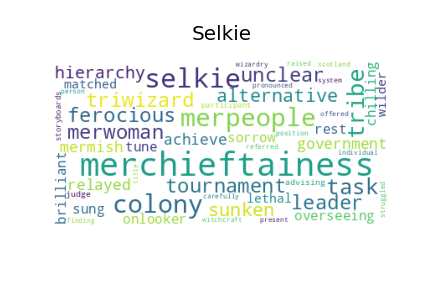 Selkie
wizardry raised scotland
hierarchy selkie unclear pronounced system
matched alternative tribe chilling wilder
person triwizard participant
storyboards ferocious merpeople offered
merwoman achieve sorrow rest position
mermish tune referred government
merchieftainess individual
brilliant relayed title tournament advising task
judge colony carefully lethal leader struggled
sung sunken overseeing
finding onlooker witchcraft present